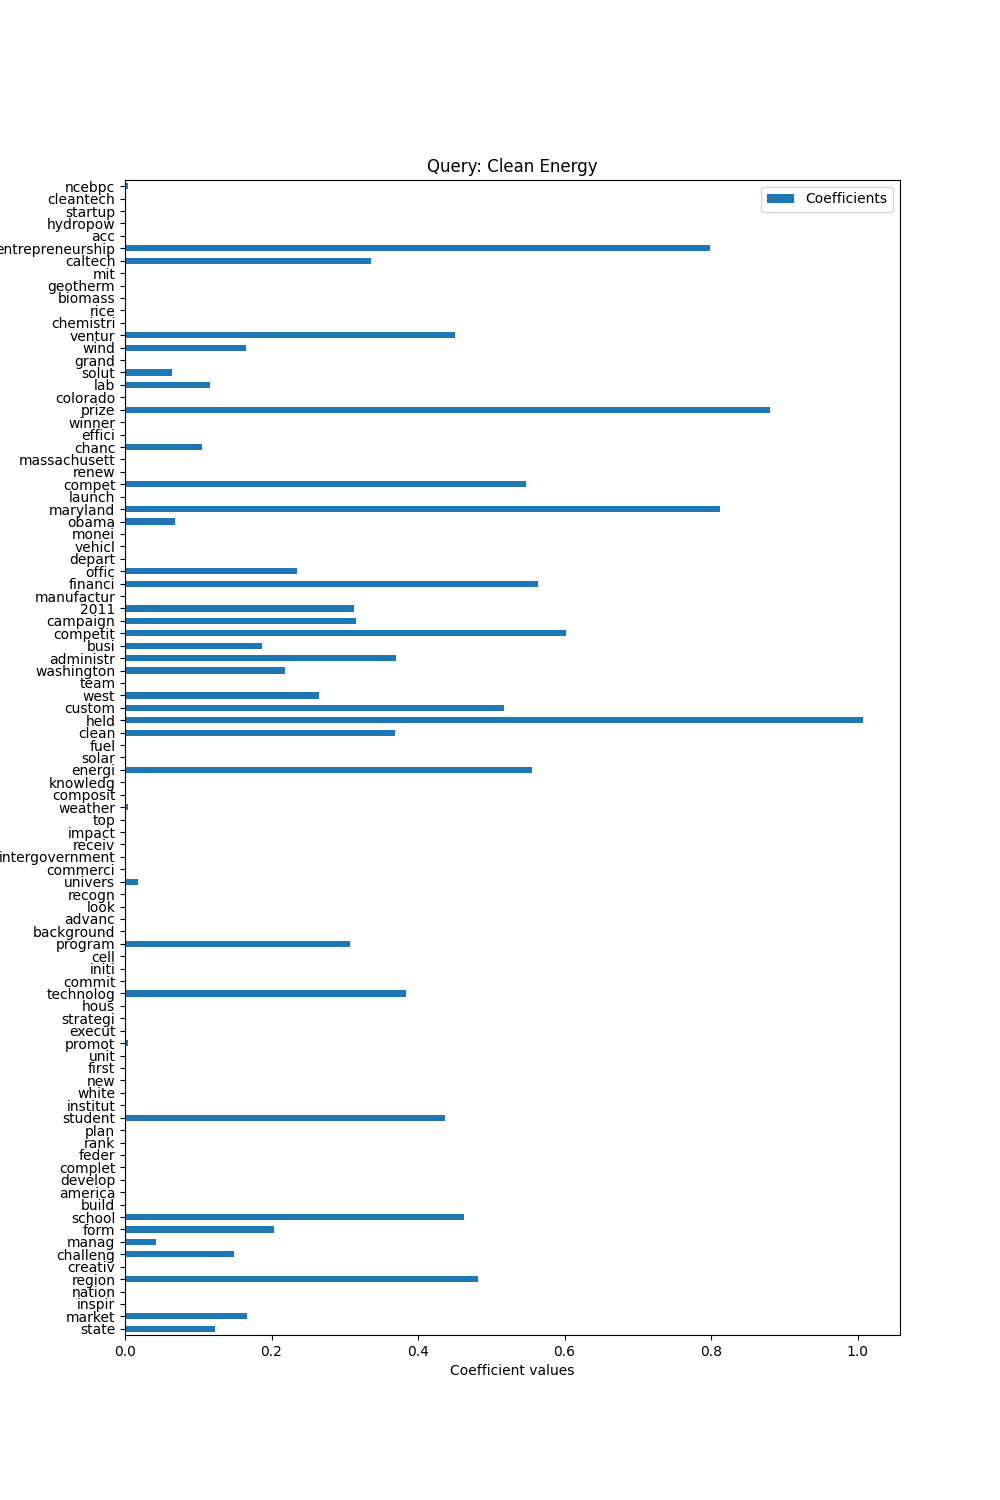 Query: Clean Energy
Coefficients
ncebpc
cleantech
startup
hydropow
acc
entrepreneurship
caltech
mit
geotherm
biomass
rice
chemistri
ventur
wind
grand
solut
lab
colorado
prize
winner
effici
chanc
massachusett
renew
compet
launch
maryland
obama
monei
vehicl
depart
offic
financi
manufactur
2011
campaign
competit
busi
administr
washington
team
west
custom
held
clean
fuel
solar
energi
knowledg
composit
weather
top
impact
receiv
intergovernment
commerci
univers
recogn
look
advanc
background
program
cell
initi
commit
technolog
hous
strategi
execut
promot
unit
first
new
white
institut
student
plan
rank
feder
complet
develop
america
build
school
form
manag
challeng
creativ
region
nation
inspir
market
state
0.0 0.2 0.4 0.6 0.8 1.0
Coefficient values